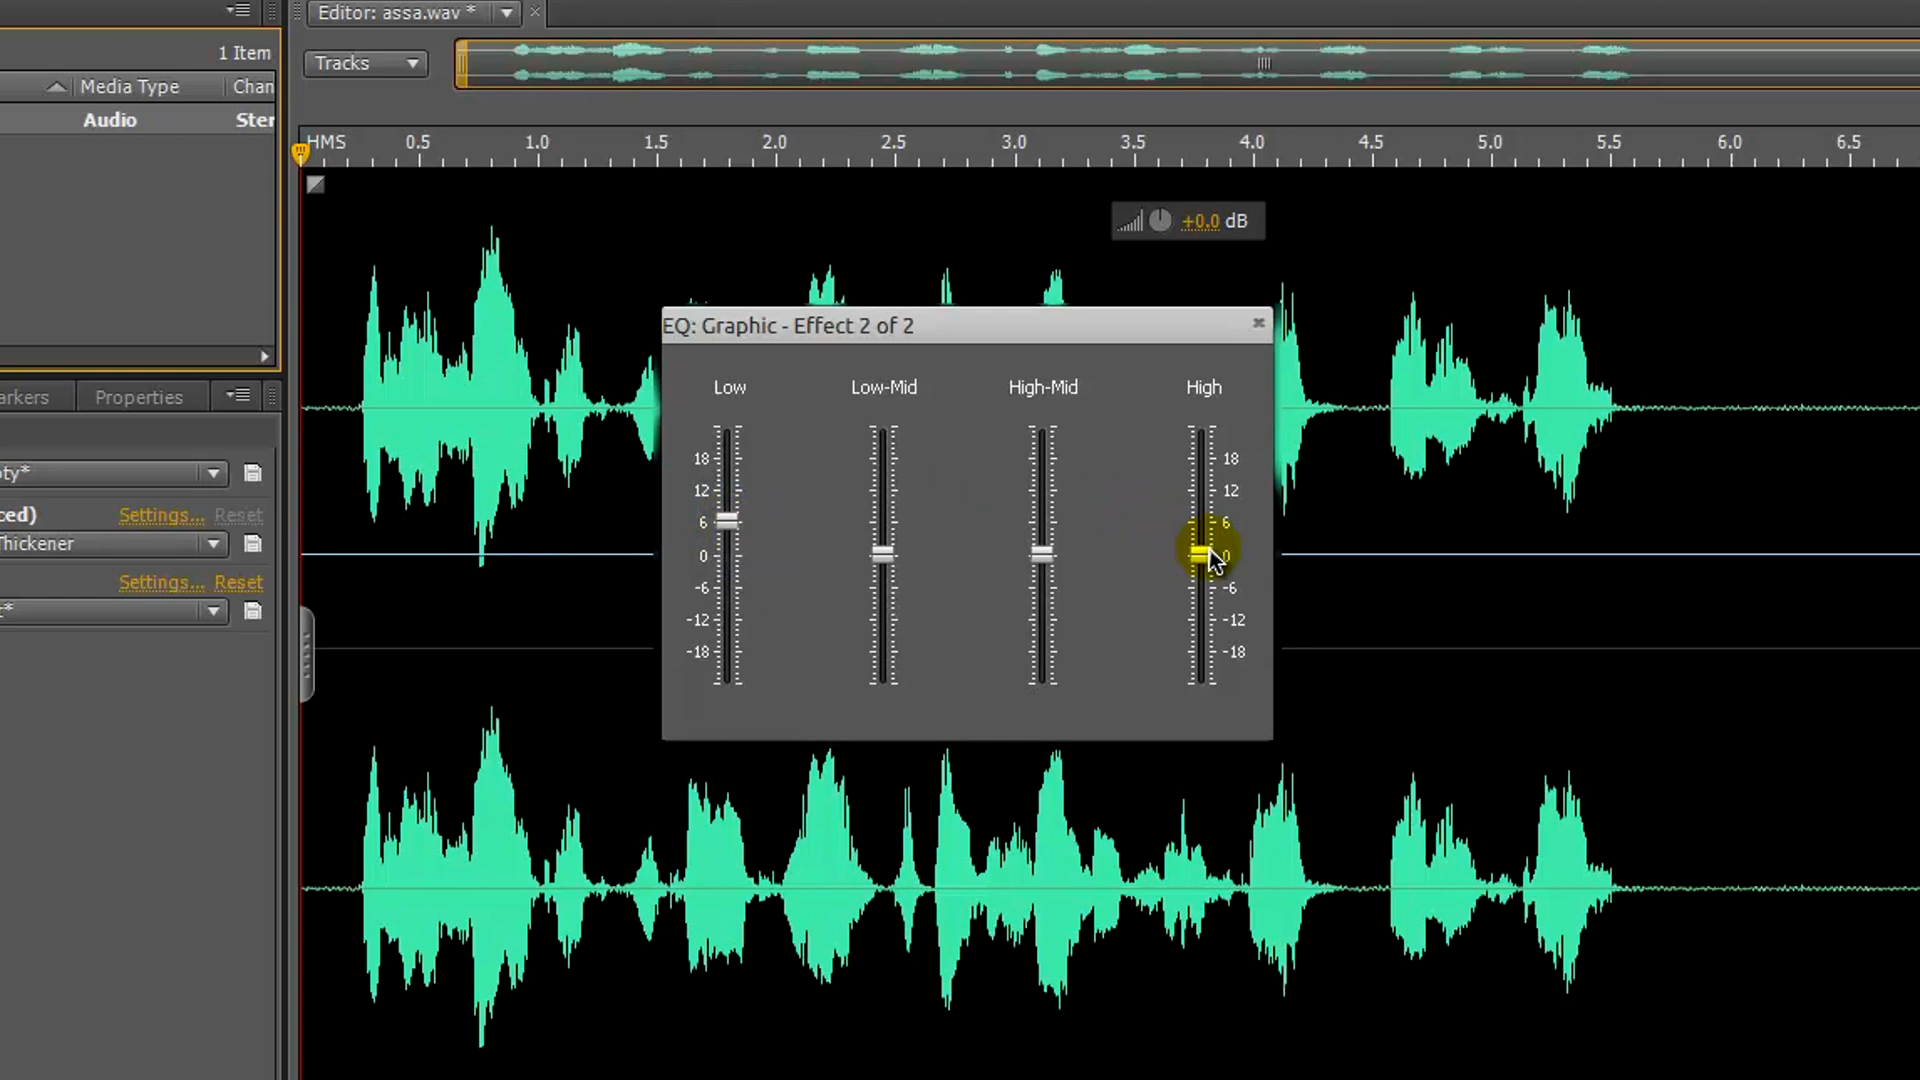 Editor: assa.wav *
1 Item
Tracks
Media Type
Chan
Audio
Ster
HMS 0.5 1.0 1.5 2.0 2.5 3.0 3.5 4.0 4.5 5.0 5.5 6.0 6.5
+0.0 dB
EQ: Graphic - Effect 2 of 2
Low Low-Mid High-Mid High
18 18
12 12
6 6
0 0
-6 -6
-12 -12
-18 -18
arkers
Properties
pty*
ced)
Settings... Reset
Thickener
Settings... Reset
*